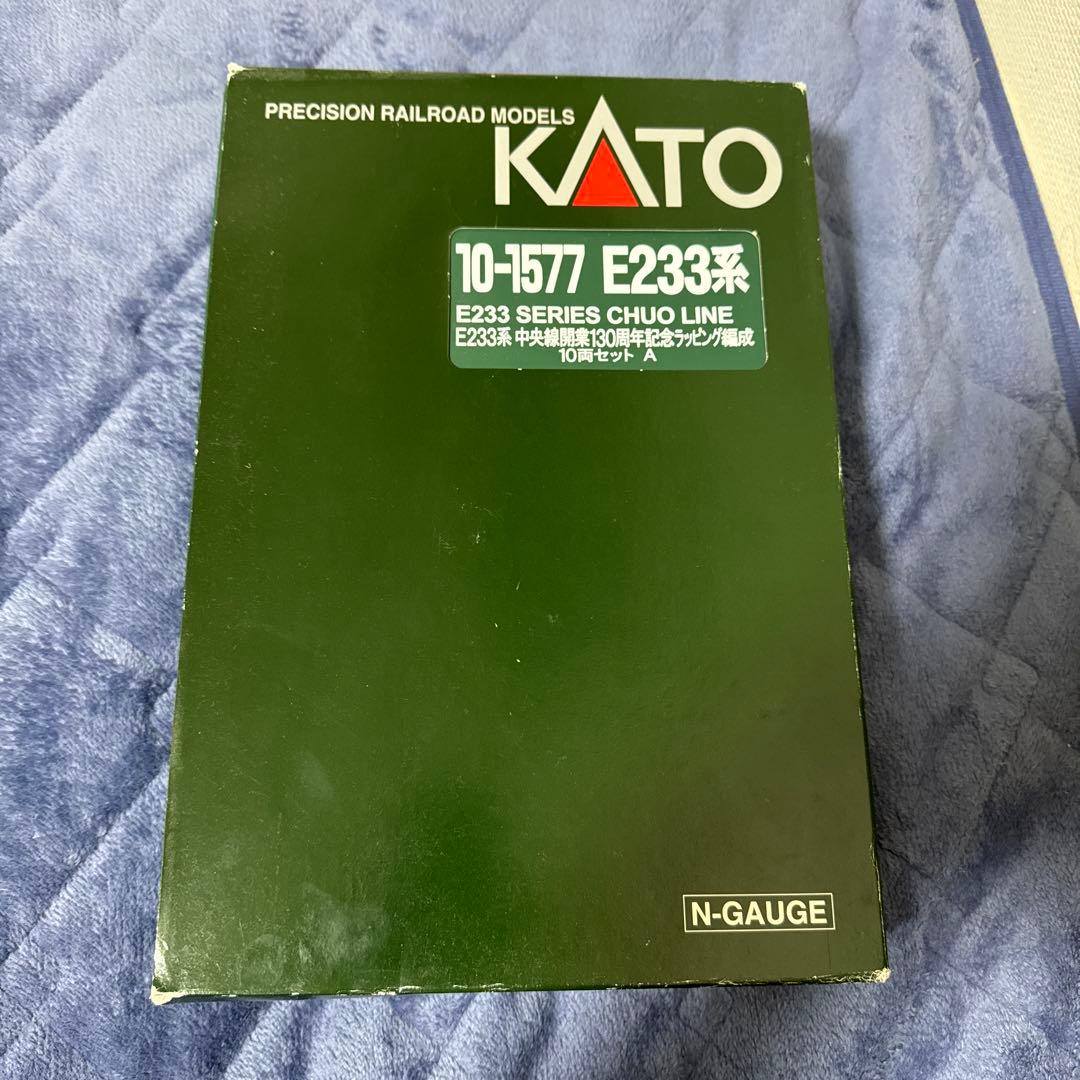 PRECISION RAILROAD MODELS
KATO
10-1577 E233系
E233 SERIES CHUO LINE
E233系 中央線開業130周年記念ラッピング編成
10両セット A
N-GAUGE